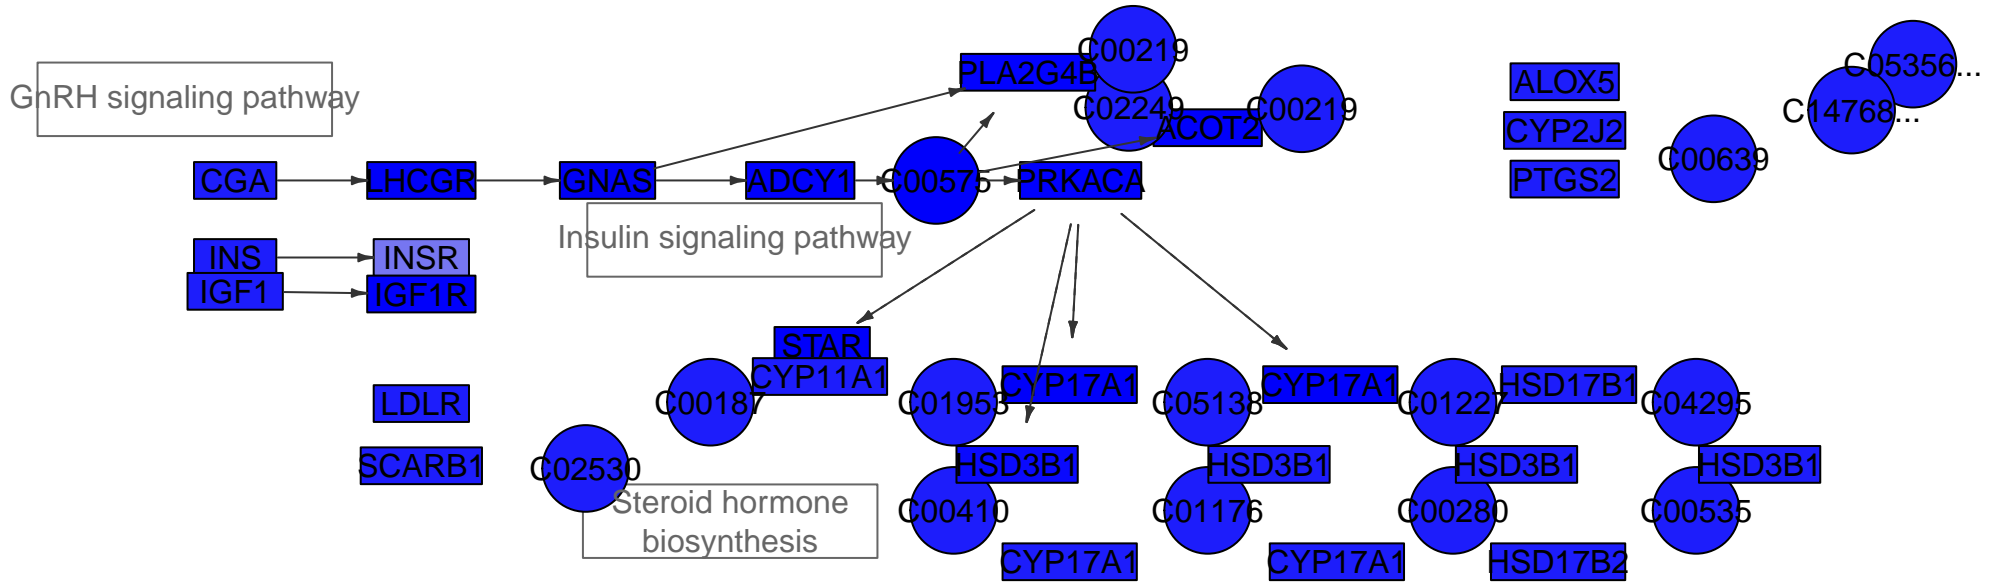 C00219
C05356...
PLA2G4B
ALOX5
GnRH signaling pathway
C02249
C00219
C14768...
ACOT2
CYP2J2
C00639
CGA
LHCGR
GNAS
ADCY1
C00575
PRKACA
PTGS2
Insulin signaling pathway
INS
INSR
IGF1
IGF1R
STAR
CYP11A1
CYP17A1
CYP17A1
HSD17B1
LDLR
C00187
C01953
C05138
C01227
C04295
SCARB1
C02530
HSD3B1
HSD3B1
HSD3B1
HSD3B1
Steroid hormone
biosynthesis
C00410
C01176
C00280
C00535
CYP17A1
CYP17A1
HSD17B2